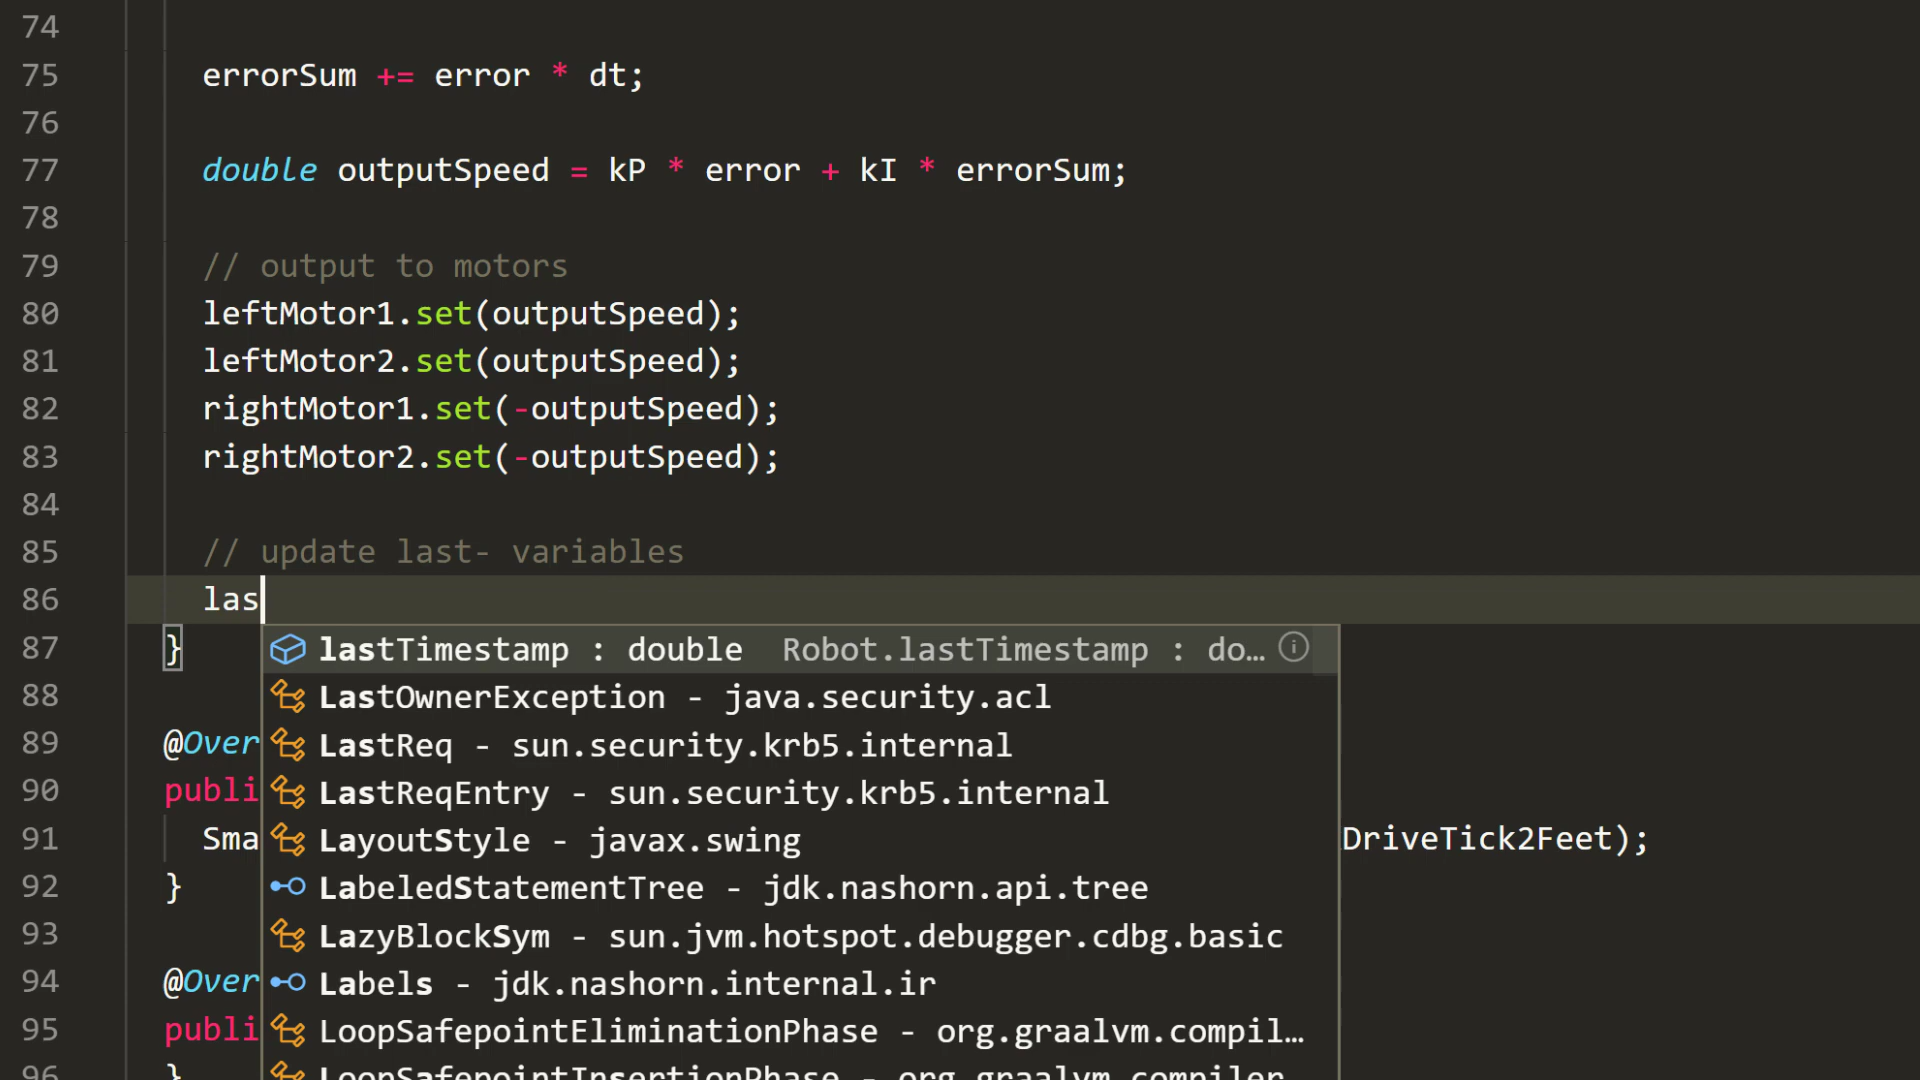 74
75 errorSum += error * dt;
76
77 double outputSpeed = kP * error + kI * errorSum;
78
79 // output to motors
80 leftMotor1.set(outputSpeed);
81 leftMotor2.set(outputSpeed);
82 rightMotor1.set(-outputSpeed);
83 rightMotor2.set(-outputSpeed);
84
85 // update last- variables
86 las
87 } lastTimestamp : double Robot.lastTimestamp : do…
88 LastOwnerException - java.security.acl
89 @Over LastReq - sun.security.krb5.internal
90 publi LastReqEntry - sun.security.krb5.internal
91 Sma LayoutStyle - javax.swing DriveTick2Feet);
92 } LabeledStatementTree - jdk.nashorn.api.tree
93 LazyBlockSym - sun.jvm.hotspot.debugger.cdbg.basic
94 @Over Labels - jdk.nashorn.internal.ir
95 publi LoopSafepointEliminationPhase - org.graalvm.compil…
96 } LoopSafepointInsertionPhase - org.graalvm.compiler